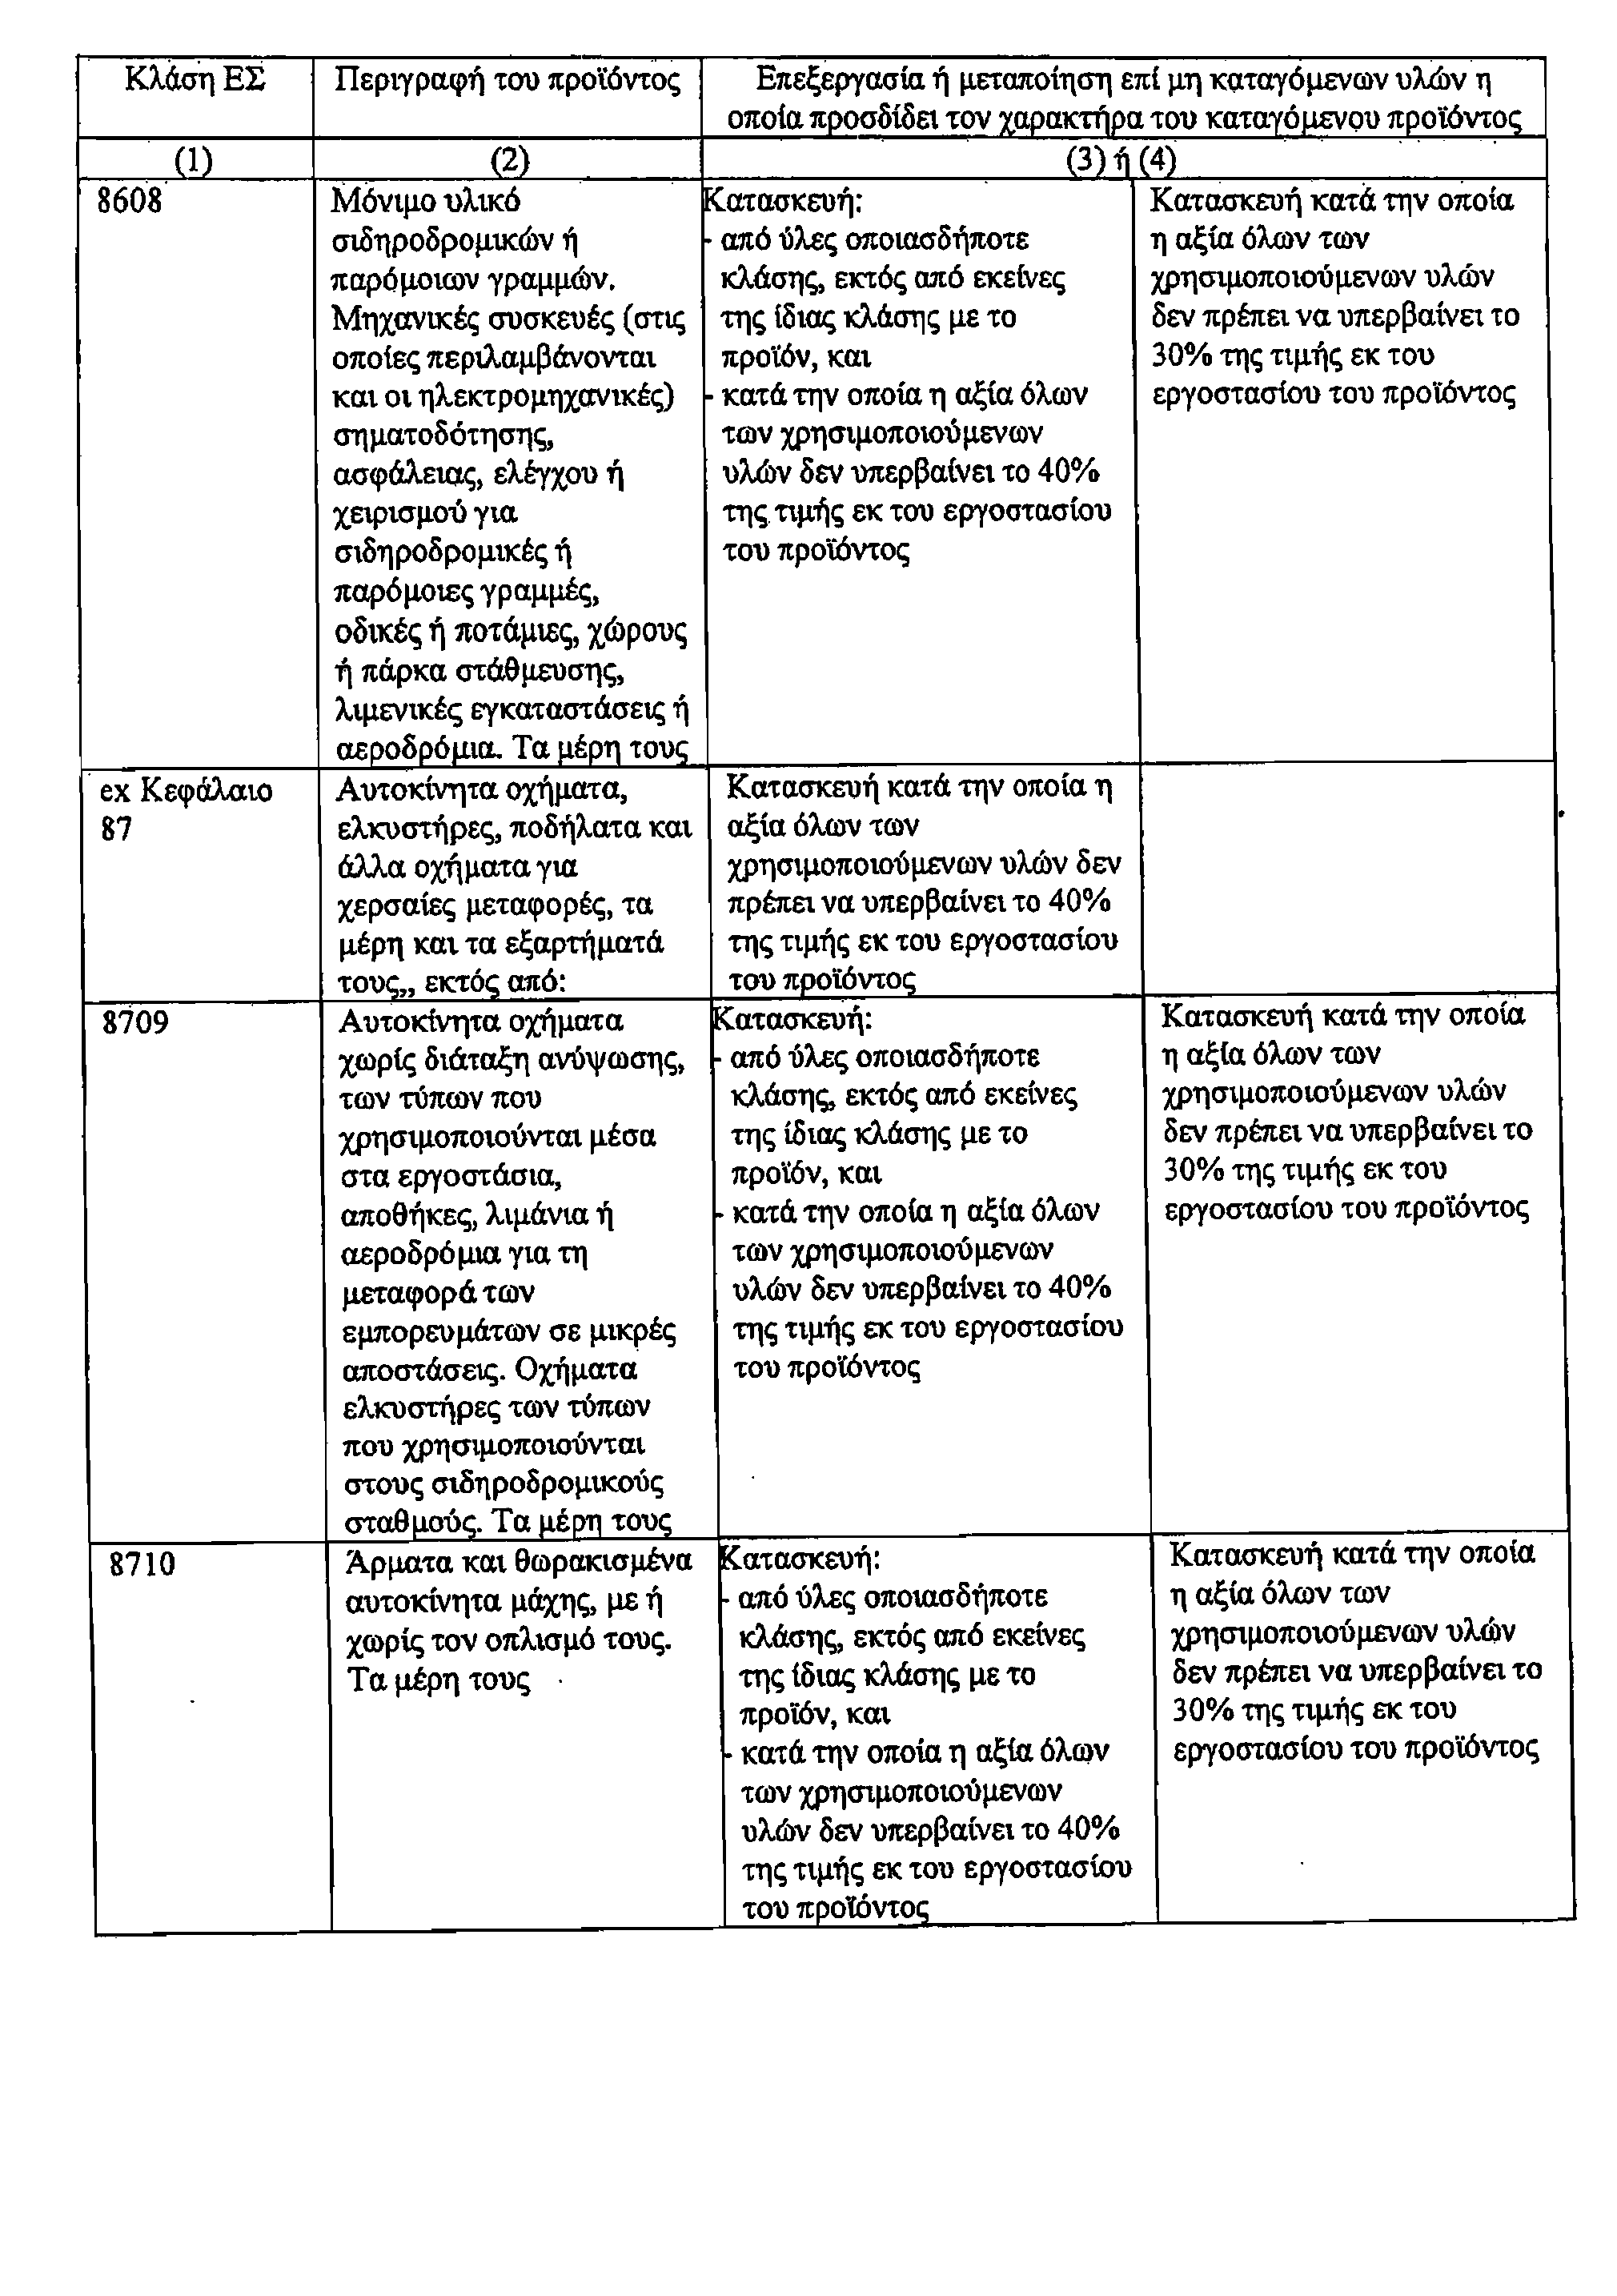 Κλάση ΕΣ
Περιγραφή του προϊόντος
Επεξεργασία ή μεταποίηση επί μη καταγόμενων υλών η
οποία προσδίδει τον χαρακτήρα του καταγόμενου προϊόντος
(1)
(2)
(3) ή (4)
8608
Μόνιμο υλικό
σιδηροδρομικών ή
παρόμοιων γραμμών.
Μηχανικές συσκευές (στις
οποίες περιλαμβάνονται
και οι ηλεκτρομηχανικές)
σηματοδότησης,
ασφάλειας, ελέγχου ή
χειρισμού για
σιδηροδρομικές ή
παρόμοιες γραμμές,
οδικές ή ποτάμιες, χώρους
ή πάρκα στάθμευσης,
λιμενικές εγκαταστάσεις ή
αεροδρόμια. Τα μέρη τους
Κατασκευή:
- από ύλες οποιασδήποτε
κλάσης, εκτός από εκείνες
της ίδιας κλάσης με το
προϊόν, και
- κατά την οποία η αξία όλων
των χρησιμοποιούμενων
υλών δεν υπερβαίνει το 40%
της τιμής εκ του εργοστασίου
του προϊόντος
Κατασκευή κατά την οποία
η αξία όλων των
χρησιμοποιούμενων υλών
δεν πρέπει να υπερβαίνει το
30% της τιμής εκ του
εργοστασίου του προϊόντος
ex Κεφάλαιο
87
Αυτοκίνητα οχήματα,
ελκυστήρες, ποδήλατα και
άλλα οχήματα για
χερσαίες μεταφορές, τα
μέρη και τα εξαρτήματά
τους,, εκτός από:
Κατασκευή κατά την οποία η
αξία όλων των
χρησιμοποιούμενων υλών δεν
πρέπει να υπερβαίνει το 40%
της τιμής εκ του εργοστασίου
του προϊόντος
8709
Αυτοκίνητα οχήματα
χωρίς διάταξη ανύψωσης,
των τύπων που
χρησιμοποιούνται μέσα
στα εργοστάσια,
αποθήκες, λιμάνια ή
αεροδρόμια για τη
μεταφορά των
εμπορευμάτων σε μικρές
αποστάσεις. Οχήματα
ελκυστήρες των τύπων
που χρησιμοποιούνται
στους σιδηροδρομικούς
σταθμούς. Τα μέρη τους
Κατασκευή:
- από ύλες οποιασδήποτε
κλάσης, εκτός από εκείνες
της ίδιας κλάσης με το
προϊόν, και
- κατά την οποία η αξία όλων
των χρησιμοποιούμενων
υλών δεν υπερβαίνει το 40%
της τιμής εκ του εργοστασίου
του προϊόντος
Κατασκευή κατά την οποία
η αξία όλων των
χρησιμοποιούμενων υλών
δεν πρέπει να υπερβαίνει το
30% της τιμής εκ του
εργοστασίου του προϊόντος
8710
Άρματα και θωρακισμένα
αυτοκίνητα μάχης, με ή
χωρίς τον οπλισμό τους.
Τα μέρη τους
Κατασκευή:
- από ύλες οποιασδήποτε
κλάσης, εκτός από εκείνες
της ίδιας κλάσης με το
προϊόν, και
- κατά την οποία η αξία όλων
των χρησιμοποιούμενων
υλών δεν υπερβαίνει το 40%
της τιμής εκ του εργοστασίου
του προϊόντος
Κατασκευή κατά την οποία
η αξία όλων των
χρησιμοποιούμενων υλών
δεν πρέπει να υπερβαίνει το
30% της τιμής εκ του
εργοστασίου του προϊόντος